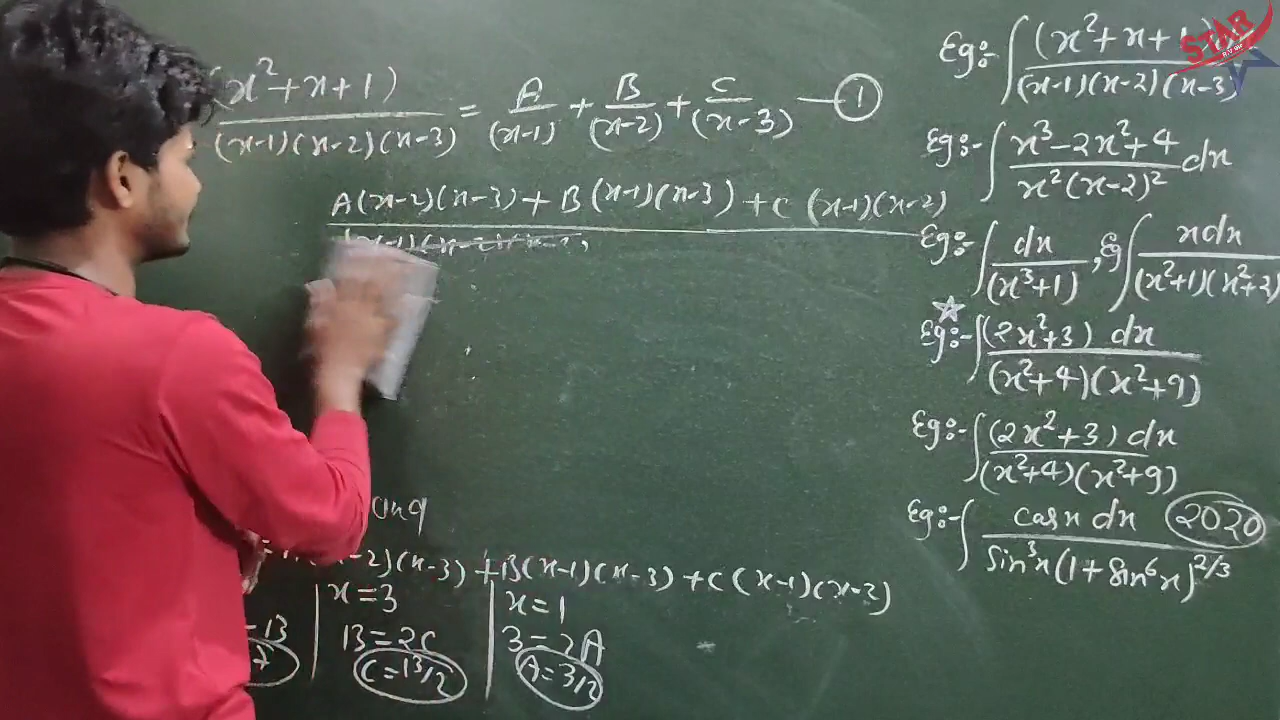 (x²+x+1)/((x-1)(x-2)(x-3)) = A/(x-1) + B/(x-2) + C/(x-3) — ①
A(x-2)(x-3) + B(x-1)(x-3) + C(x-1)(x-2)
-2)(x-3) + B(x-1)(x-3) + C(x-1)(x-2)
x=3
13=2C
C=13/2
x=1
3=2A
A=3/2
Eg:- ∫(x²+x+1)/((x-1)(x-2)(x-3))
Eg:- ∫(x³-2x²+4)/(x²(x-2)²) dx
Eg:- ∫dx/(x³+1), & ∫xdx/((x²+1)(x²+2)
☆
Eg:- ∫(2x²+3) dx/((x²+4)(x²+9))
Eg:- ∫(2x²+3) dx/((x²+4)(x²+9))
Eg:- ∫cosx dx/(sin³x(1+sin⁶x)^(2/3)) 2020
STAR